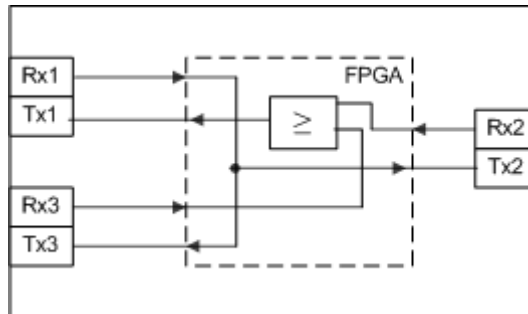 FPGA
Rx1
Tx1
≥
Rx2
Tx2
Rx3
Tx3